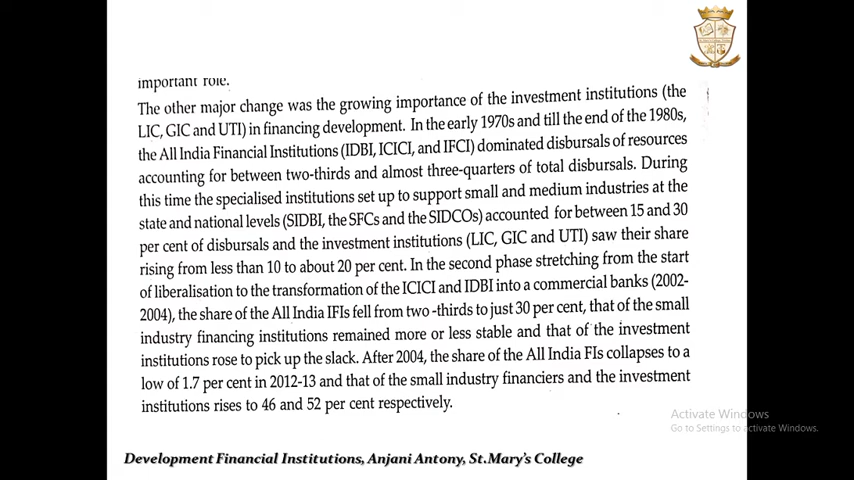 important role.
The other major change was the growing importance of the investment institutions (the
LIC, GIC and UTI) in financing development. In the early 1970s and till the end of the 1980s,
the All India Financial Institutions (IDBI, ICICI, and IFCI) dominated disbursals of resources
accounting for between two-thirds and almost three-quarters of total disbursals. During
this time the specialised institutions set up to support small and medium industries at the
state and national levels (SIDBI, the SFCs and the SIDCOs) accounted for between 15 and 30
per cent of disbursals and the investment institutions (LIC, GIC and UTI) saw their share
rising from less than 10 to about 20 per cent. In the second phase stretching from the start
of liberalisation to the transformation of the ICICI and IDBI into a commercial banks (2002-
2004), the share of the All India IFIs fell from two-thirds to just 30 per cent, that of the small
industry financing institutions remained more or less stable and that of the investment
institutions rose to pick up the slack. After 2004, the share of the All India FIs collapses to a
low of 1.7 per cent in 2012-13 and that of the small industry financiers and the investment
institutions rises to 46 and 52 per cent respectively.
Activate Windows
Go to Settings to activate Windows.
Development Financial Institutions, Anjani Antony, St.Mary's College